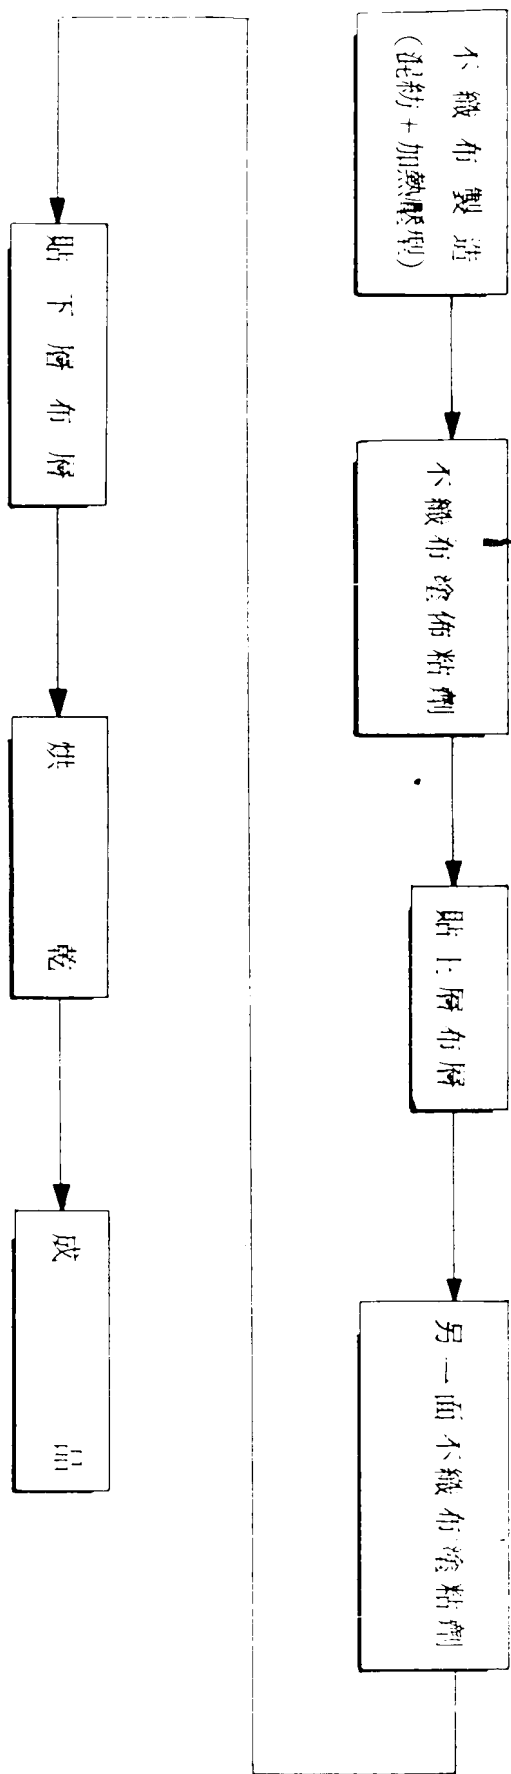 不織布製造
(混紡+加熱壓型)
不織布塗佈粘劑
貼上層布層
另一面不織布塗粘劑
貼下層布層
烘乾
成品